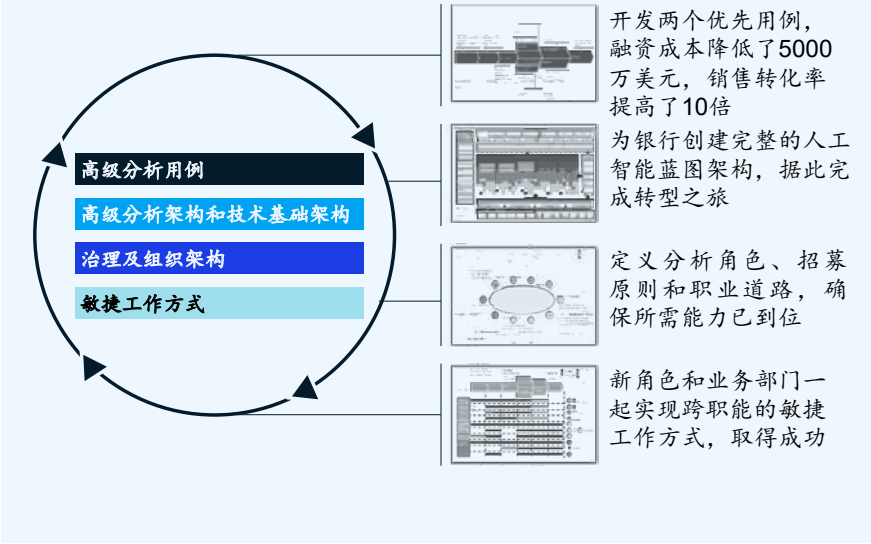 高级分析用例
高级分析架构和技术基础架构
治理及组织架构
敏捷工作方式
开发两个优先用例，
融资成本降低了5000
万美元，销售转化率
提高了10倍
为银行创建完整的人工
智能蓝图架构，据此完
成转型之旅
定义分析角色、招募
原则和职业道路，确
保所需能力已到位
新角色和业务部门一
起实现跨职能的敏捷
工作方式，取得成功